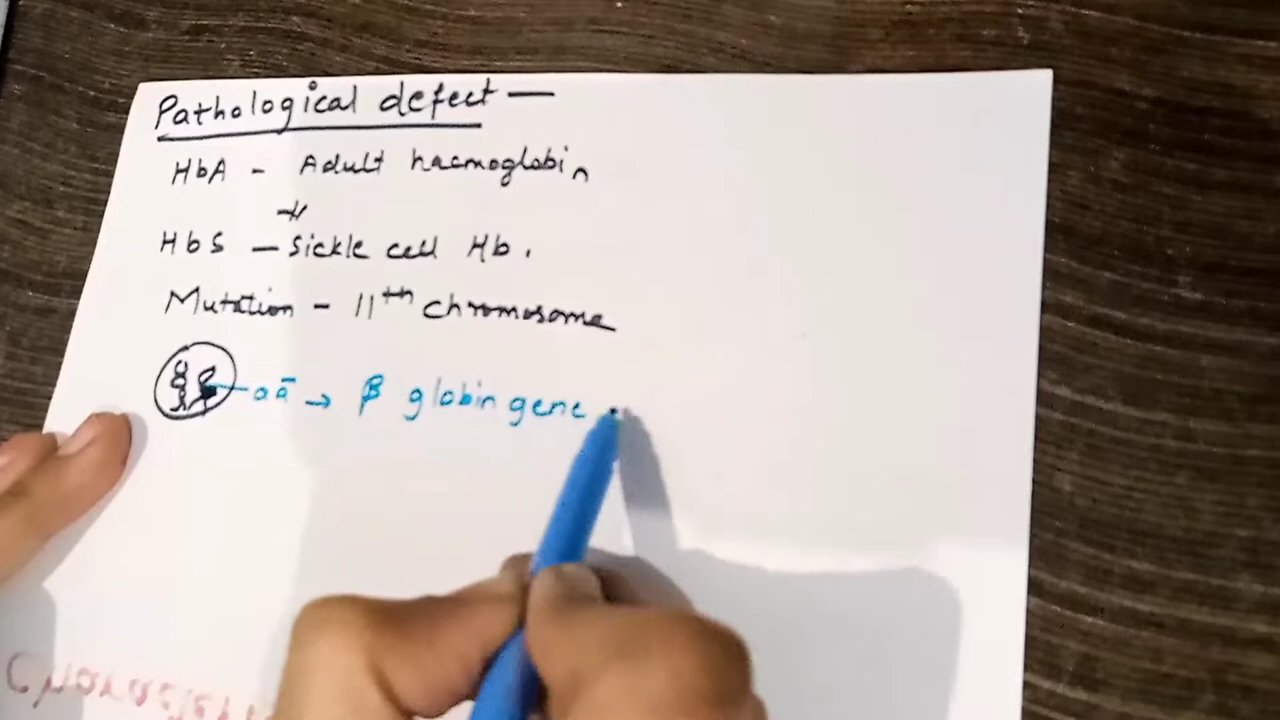 Pathological defect —
HbA - Adult haemoglobin
HbS — Sickle cell Hb.
Mutation - 11th chromosome
→ β globin gene